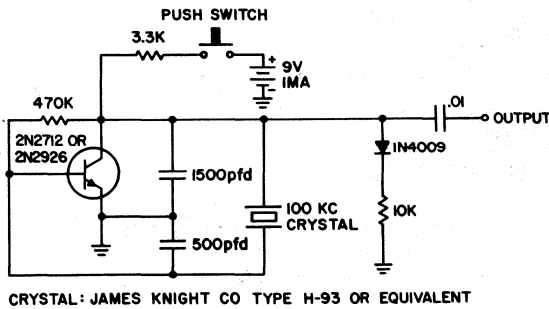 PUSH SWITCH
3.3K
+
9V
1MA
-
470K
.01
OUTPUT
2N2712 OR
2N2926
1N4009
1500pfd
100 KC
CRYSTAL
10K
500pfd
CRYSTAL: JAMES KNIGHT CO TYPE H-93 OR EQUIVALENT